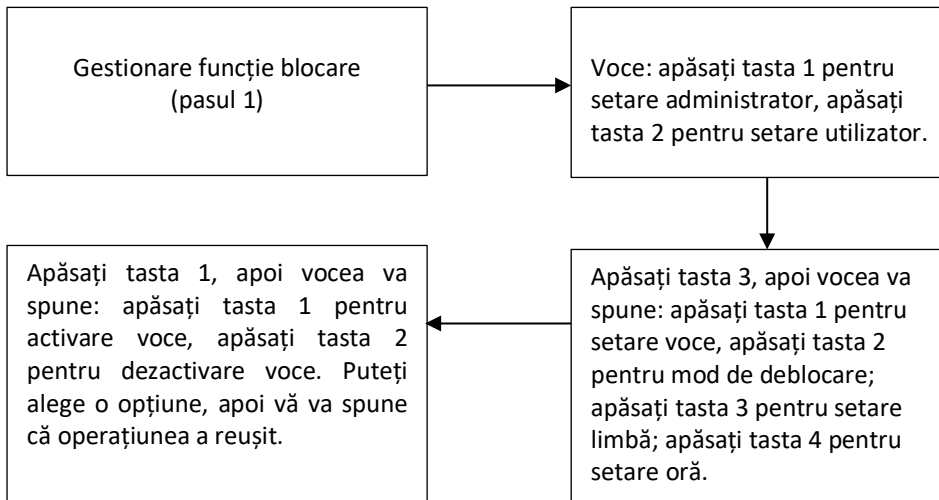 Gestionare funcție blocare
(pasul 1)
Voce: apăsați tasta 1 pentru
setare administrator, apăsați
tasta 2 pentru setare utilizator.
Apăsați tasta 3, apoi vocea va
spune: apăsați tasta 1 pentru
setare voce, apăsați tasta 2
pentru mod de deblocare;
apăsați tasta 3 pentru setare
limbă; apăsați tasta 4 pentru
setare oră.
Apăsați tasta 1, apoi vocea va
spune: apăsați tasta 1 pentru
activare voce, apăsați tasta 2
pentru dezactivare voce. Puteți
alege o opțiune, apoi vă va spune
că operațiunea a reușit.